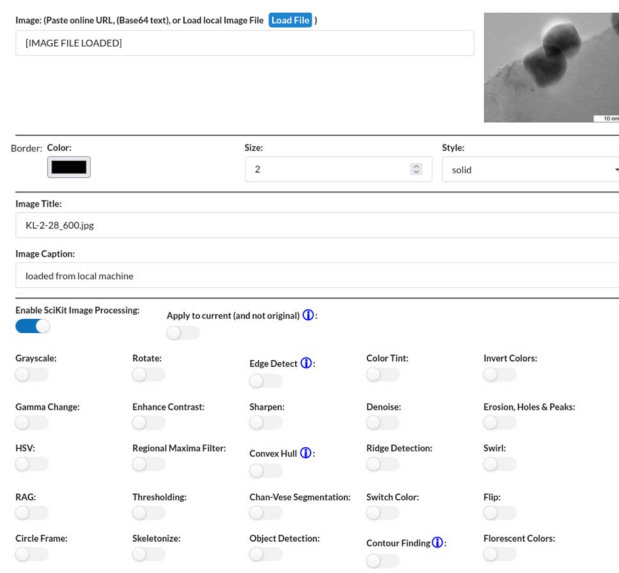 Image: (Paste online URL, (Base64 text), or Load local Image File Load File )
[IMAGE FILE LOADED]
10 nm
Border: Color: Size: Style:
2 solid
Image Title:
KL-2-28_600.jpg
Image Caption:
loaded from local machine
Enable SciKit Image Processing: Apply to current (and not original) i :
Grayscale: Rotate: Edge Detect i : Color Tint: Invert Colors:
Gamma Change: Enhance Contrast: Sharpen: Denoise: Erosion, Holes & Peaks:
HSV: Regional Maxima Filter: Convex Hull i : Ridge Detection: Swirl:
RAG: Thresholding: Chan-Vese Segmentation: Switch Color: Flip:
Circle Frame: Skeletonize: Object Detection: Contour Finding i : Florescent Colors: